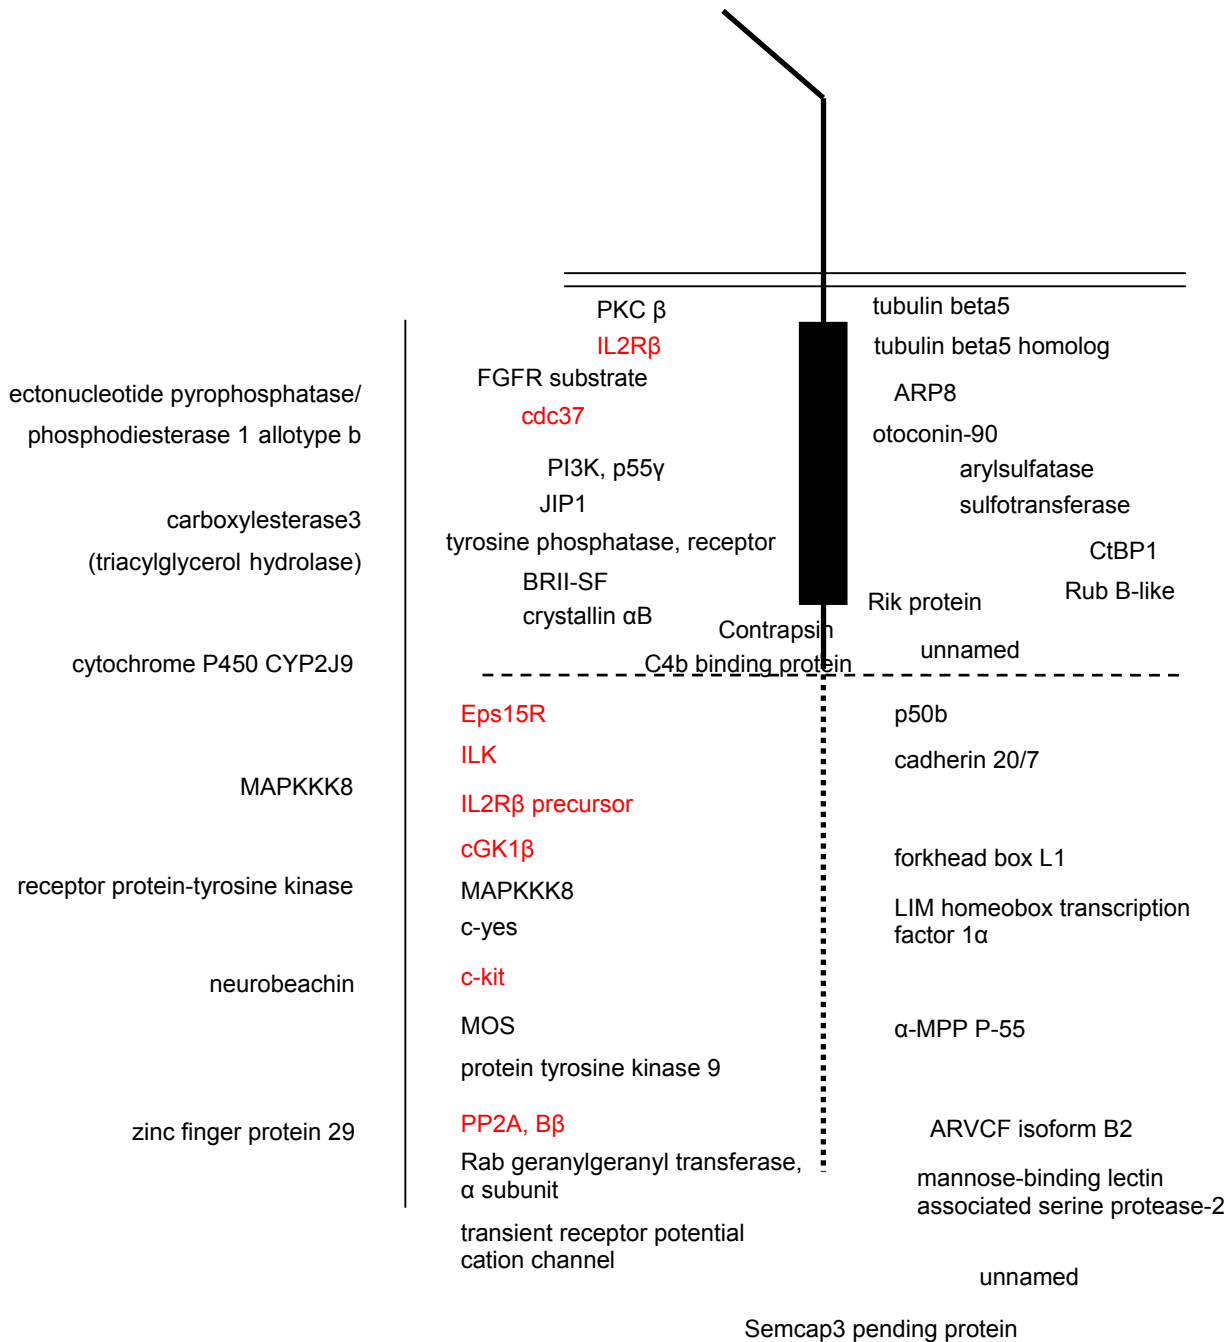 PKC β
tubulin beta5
IL2Rβ
tubulin beta5 homolog
FGFR substrate
ectonucleotide pyrophosphatase/
ARP8
cdc37
phosphodiesterase 1 allotype b
otoconin-90
PI3K, p55γ
arylsulfatase
JIP1
sulfotransferase
carboxylesterase3
tyrosine phosphatase, receptor
CtBP1
(triacylglycerol hydrolase)
BRII-SF
Rub B-like
Rik protein
crystallin αB
Contrapsin
unnamed
cytochrome P450 CYP2J9
C4b binding protein
Eps15R
p50b
ILK
cadherin 20/7
MAPKKK8
IL2Rβ precursor
cGK1β
forkhead box L1
receptor protein-tyrosine kinase
MAPKKK8
LIM homeobox transcription
factor 1α
c-yes
c-kit
neurobeachin
MOS
α-MPP P-55
protein tyrosine kinase 9
PP2A, Bβ
zinc finger protein 29
ARVCF isoform B2
Rab geranylgeranyl transferase,
α subunit
mannose-binding lectin
associated serine protease-2
transient receptor potential
cation channel
unnamed
Semcap3 pending protein